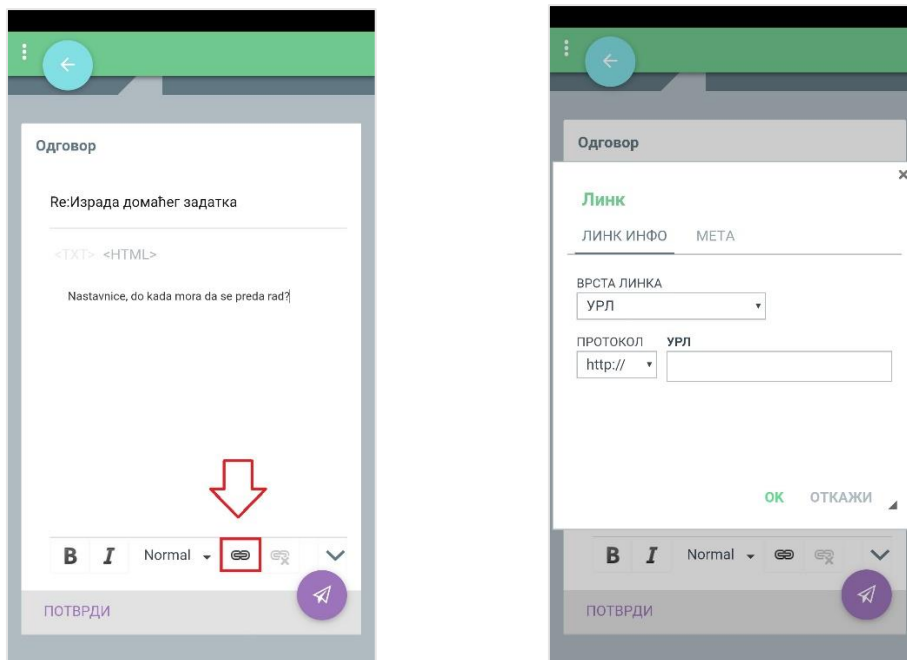 Одговор
Re:Израда домаћег задатка
<TXT> <HTML>
Nastavnice, do kada mora da se preda rad?
B I Normal
ПОТВРДИ
Одговор
Линк
ЛИНК ИНФО МЕТА
ВРСТА ЛИНКА
УРЛ
ПРОТОКОЛ УРЛ
http://
ОК ОТКАЖИ
B I Normal
ПОТВРДИ